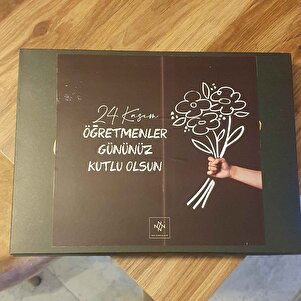 24 Kasım
ÖĞRETMENLER
GÜNÜNÜZ
KUTLU OLSUN